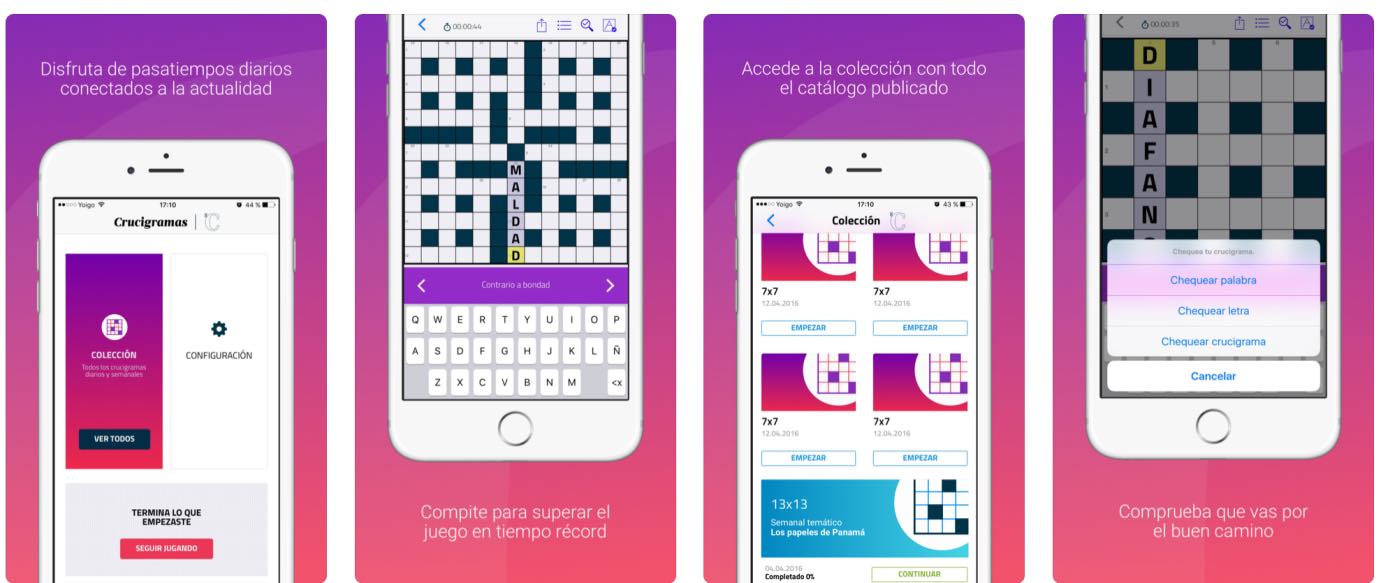 Disfruta de pasatiempos diarios
conectados a la actualidad
Yoigo
17:10
44 %
Crucigramas
COLECCIÓN
Todos los crucigramas
diarios y semanales
VER TODOS
CONFIGURACIÓN
TERMINA LO QUE
EMPEZASTE
SEGUIR JUGANDO
00:00:44
M
A
L
D
A
D
Contrario a bondad
Q W E R T Y U I O P
A S D F G H J K L Ñ
Z X C V B N M <x
Compite para superar el
juego en tiempo récord
Accede a la colección con todo
el catálogo publicado
Yoigo
17:10
43 %
Colección
7x7 7x7
12.04.2016 12.04.2016
EMPEZAR EMPEZAR
7x7 7x7
12.04.2016 12.04.2016
EMPEZAR EMPEZAR
13x13
Semanal temático
Los papeles de Panamá
04.04.2016
Completado 0%
CONTINUAR
00:00:35
D
I
A
F
A
N
Chequea tu crucigrama.
Chequear palabra
Chequear letra
Chequear crucigrama
Cancelar
Comprueba que vas por
el buen camino